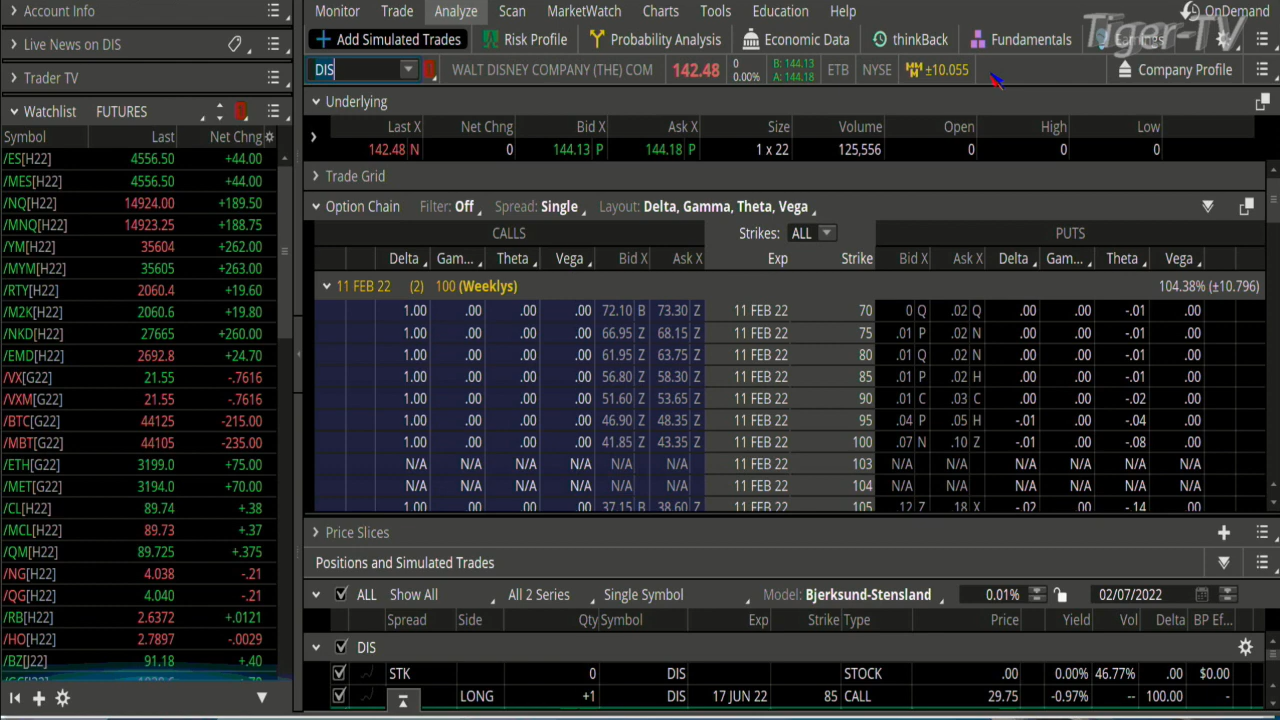 Account Info
Monitor Trade Analyze Scan MarketWatch Charts Tools Education Help OnDemand
Live News on DIS
Add Simulated Trades Risk Profile Probability Analysis Economic Data thinkBack Fundamentals
Tiger-TV
Trader TV
DIS WALT DISNEY COMPANY (THE) COM 142.48 0 0.00% B: 144.13 A: 144.18 ETB NYSE ±10.055 Company Profile
Watchlist FUTURES
Underlying
Symbol Last Net Chng
Last X Net Chng Bid X Ask X Size Volume Open High Low
142.48 N 0 144.13 P 144.18 P 1 x 22 125,556 0 0 0
/ES[H22] 4556.50 +44.00
/MES[H22] 4556.50 +44.00
/NQ[H22] 14924.00 +189.50
/MNQ[H22] 14923.25 +188.75
/YM[H22] 35604 +262.00
/MYM[H22] 35605 +263.00
/RTY[H22] 2060.4 +19.60
/M2K[H22] 2060.6 +19.80
/NKD[H22] 27665 +260.00
/EMD[H22] 2692.8 +24.70
/VX[G22] 21.55 -.7616
/VXM[G22] 21.55 -.7616
/BTC[G22] 44125 -215.00
/MBT[G22] 44105 -235.00
/ETH[G22] 3199.0 +75.00
/MET[G22] 3194.0 +70.00
/CL[H22] 89.74 +.38
/MCL[H22] 89.73 +.37
/QM[H22] 89.725 +.375
/NG[H22] 4.038 -.21
/QG[H22] 4.040 -.21
/RB[H22] 2.6372 +.0121
/HO[H22] 2.7897 -.0029
/BZ[J22] 91.18 +.40
Trade Grid
Option Chain Filter: Off Spread: Single Layout: Delta, Gamma, Theta, Vega
CALLS Strikes: ALL PUTS
Delta Gam... Theta Vega Bid X Ask X Exp Strike Bid X Ask X Delta Gam... Theta Vega
11 FEB 22 (2) 100 (Weeklys) 104.38% (±10.796)
1.00 .00 .00 .00 72.10 B 73.30 Z 11 FEB 22 70 0 Q .02 Q .00 .00 -.01 .00
1.00 .00 .00 .00 66.95 Z 68.15 Z 11 FEB 22 75 .01 P .02 N .00 .00 -.01 .00
1.00 .00 .00 .00 61.95 Z 63.75 Z 11 FEB 22 80 .01 Q .02 N .00 .00 -.01 .00
1.00 .00 .00 .00 56.80 Z 58.30 Z 11 FEB 22 85 .01 P .02 H .00 .00 -.01 .00
1.00 .00 .00 .00 51.60 Z 53.65 Z 11 FEB 22 90 .01 C .03 C .00 .00 -.02 .00
1.00 .00 .00 .00 46.90 Z 48.35 Z 11 FEB 22 95 .04 P .05 H -.01 .00 -.04 .00
1.00 .00 .00 .00 41.85 Z 43.35 Z 11 FEB 22 100 .07 N .10 Z -.01 .00 -.08 .00
N/A N/A N/A N/A N/A N/A 11 FEB 22 103 N/A N/A N/A N/A N/A N/A
N/A N/A N/A N/A N/A N/A 11 FEB 22 104 N/A N/A N/A N/A N/A N/A
1.00 .00 .00 .00 37.15 B 38.60 Z 11 FEB 22 105 .12 Z .18 X -.02 .00 -.14 .00
Price Slices
Positions and Simulated Trades
ALL Show All All 2 Series Single Symbol Model: Bjerksund-Stensland 0.01% 02/07/2022
Spread Side Qty Symbol Exp Strike Type Price Yield Vol Delta BP Ef...
DIS
STK 0 DIS STOCK .00 0.00% 46.77% .00 $0.00
LONG +1 DIS 17 JUN 22 85 CALL 29.75 -0.97% -- 100.00